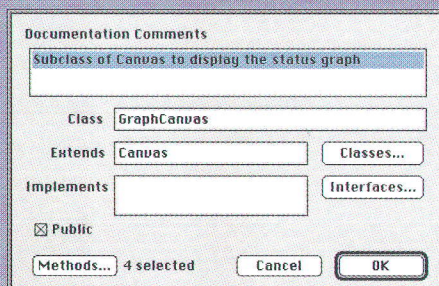 Documentation Comments
Subclass of Canvas to display the status graph
Class GraphCanvas
Extends Canvas Classes...
Implements Interfaces...
Public
Methods... 4 selected Cancel OK